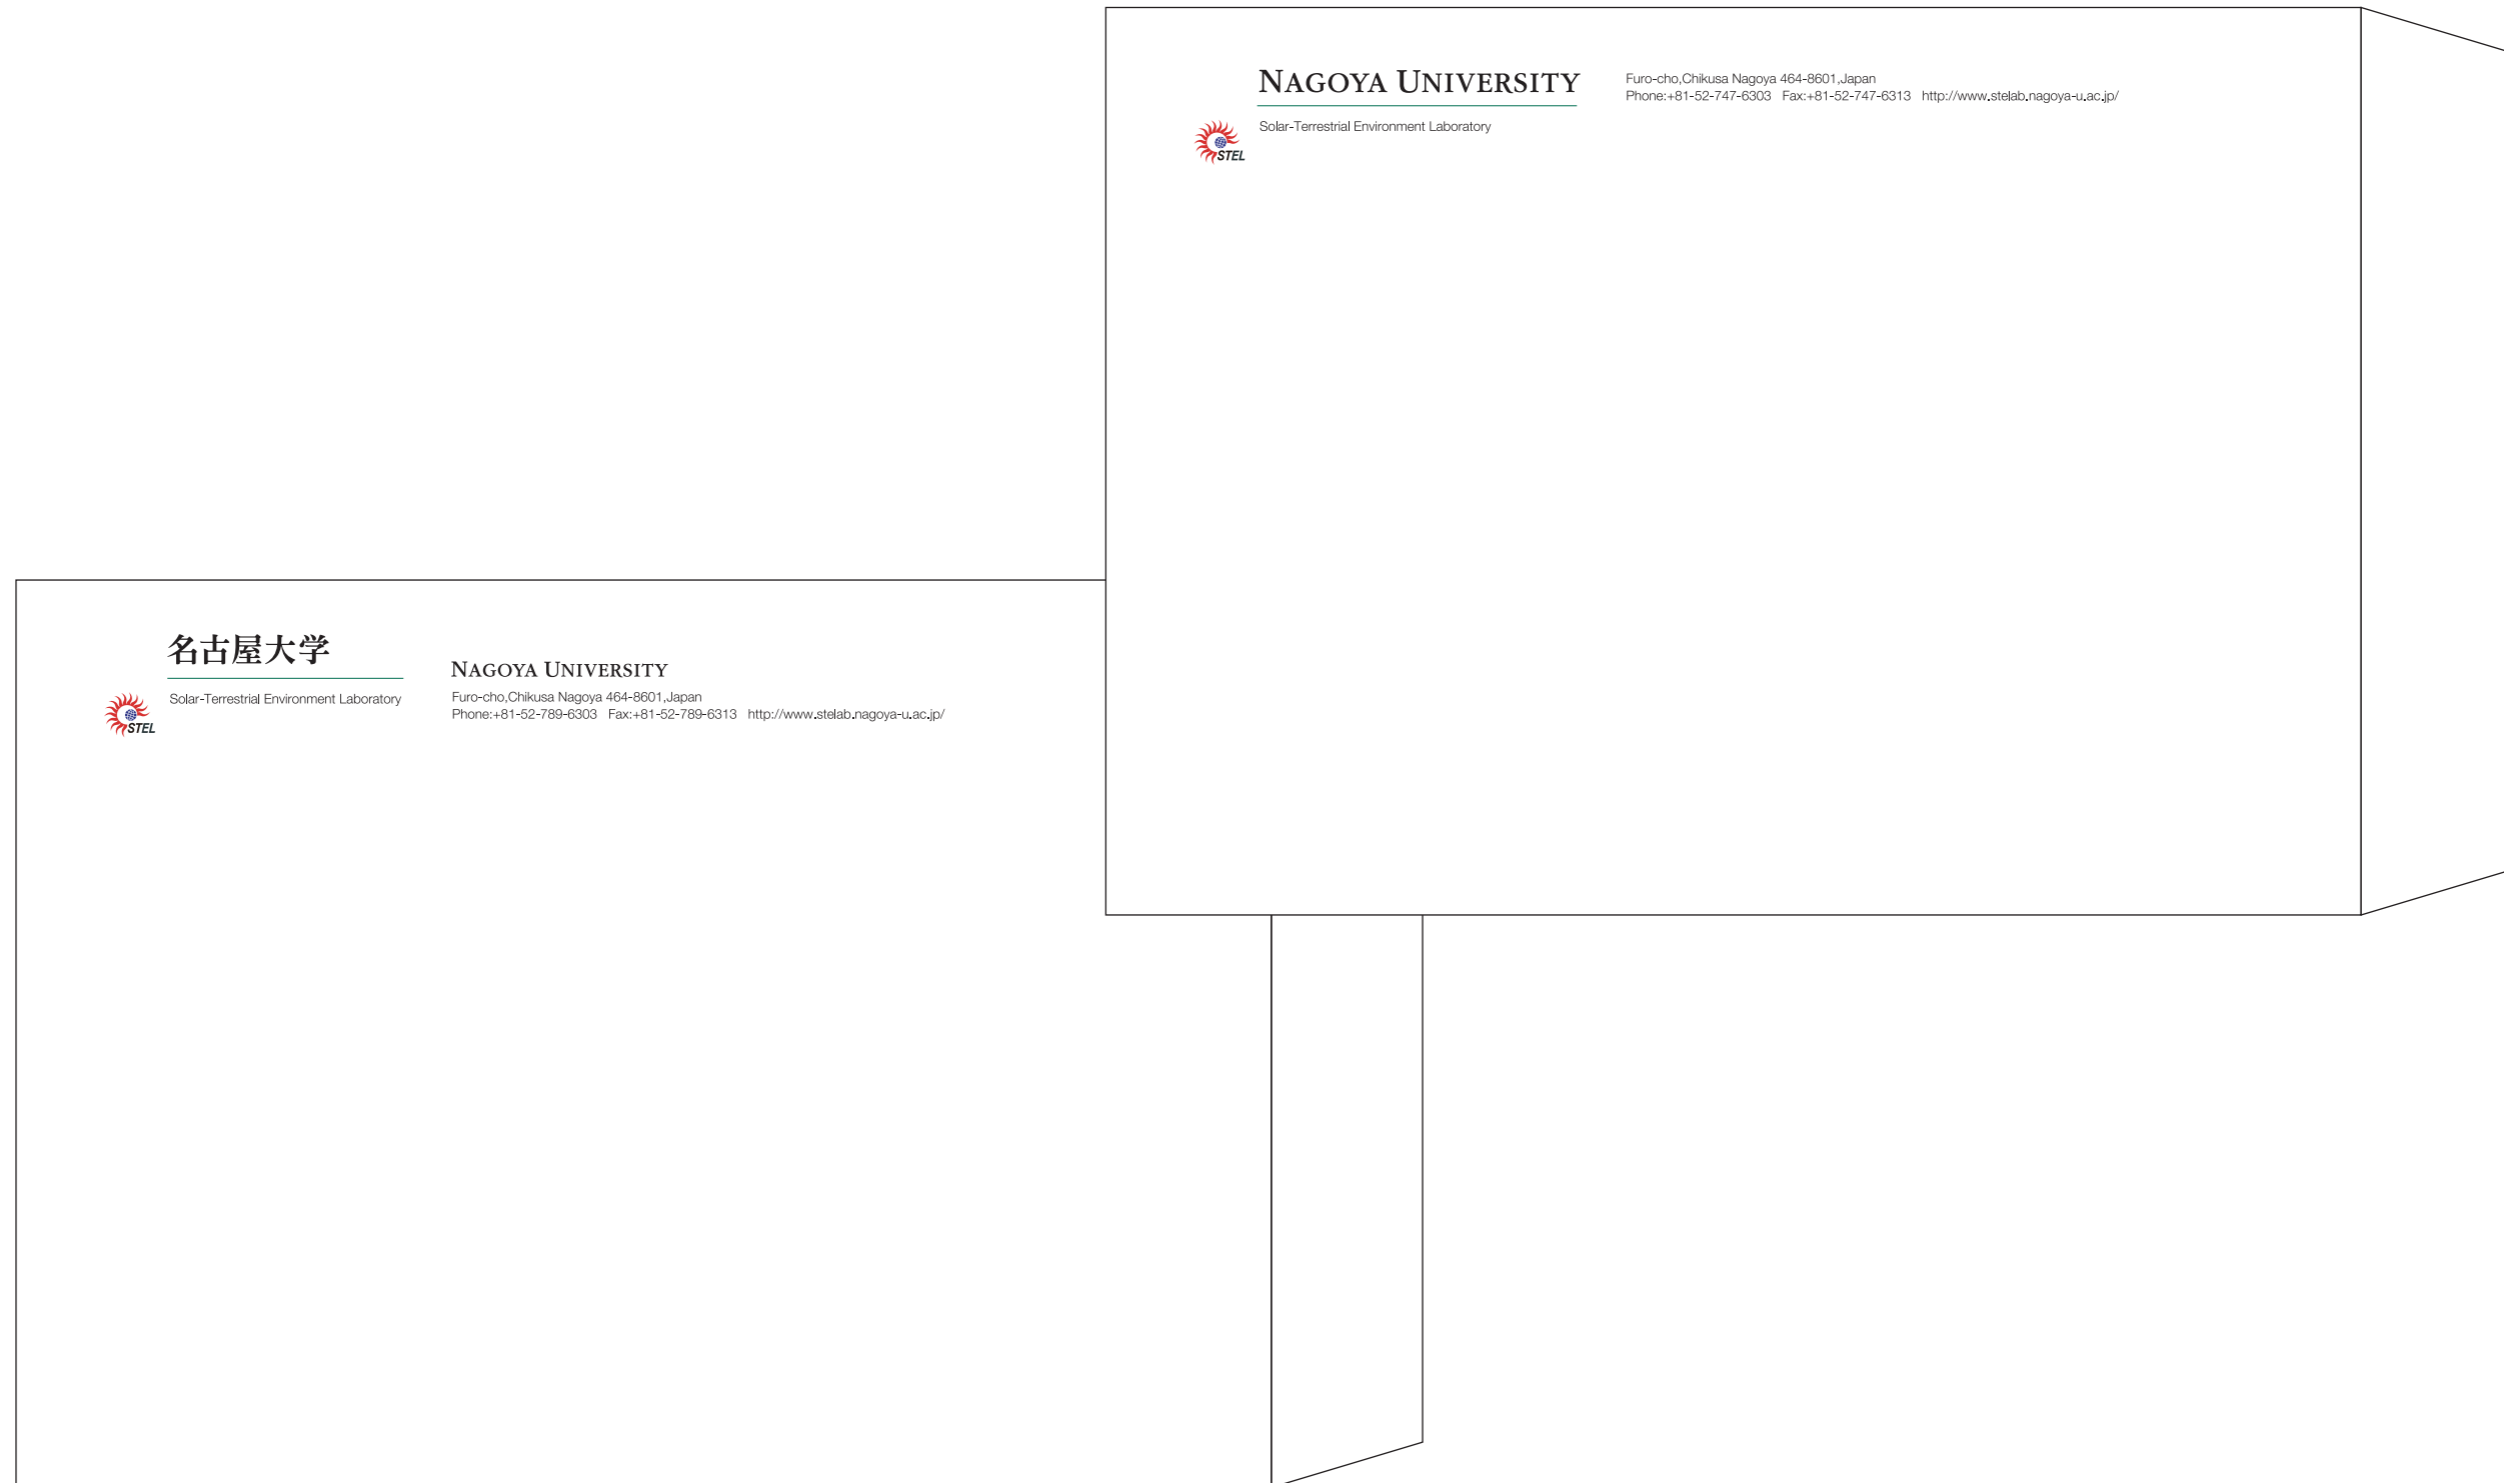 NAGOYA UNIVERSITY
Furo-cho,Chikusa Nagoya 464-8601,Japan
Phone:+81-52-747-6303 Fax:+81-52-747-6313 http://www.stelab.nagoya-u.ac.jp/
Solar-Terrestrial Environment Laboratory
STEL
名古屋大学
Solar-Terrestrial Environment Laboratory
STEL
NAGOYA UNIVERSITY
Furo-cho,Chikusa Nagoya 464-8601,Japan
Phone:+81-52-789-6303 Fax:+81-52-789-6313 http://www.stelab.nagoya-u.ac.jp/